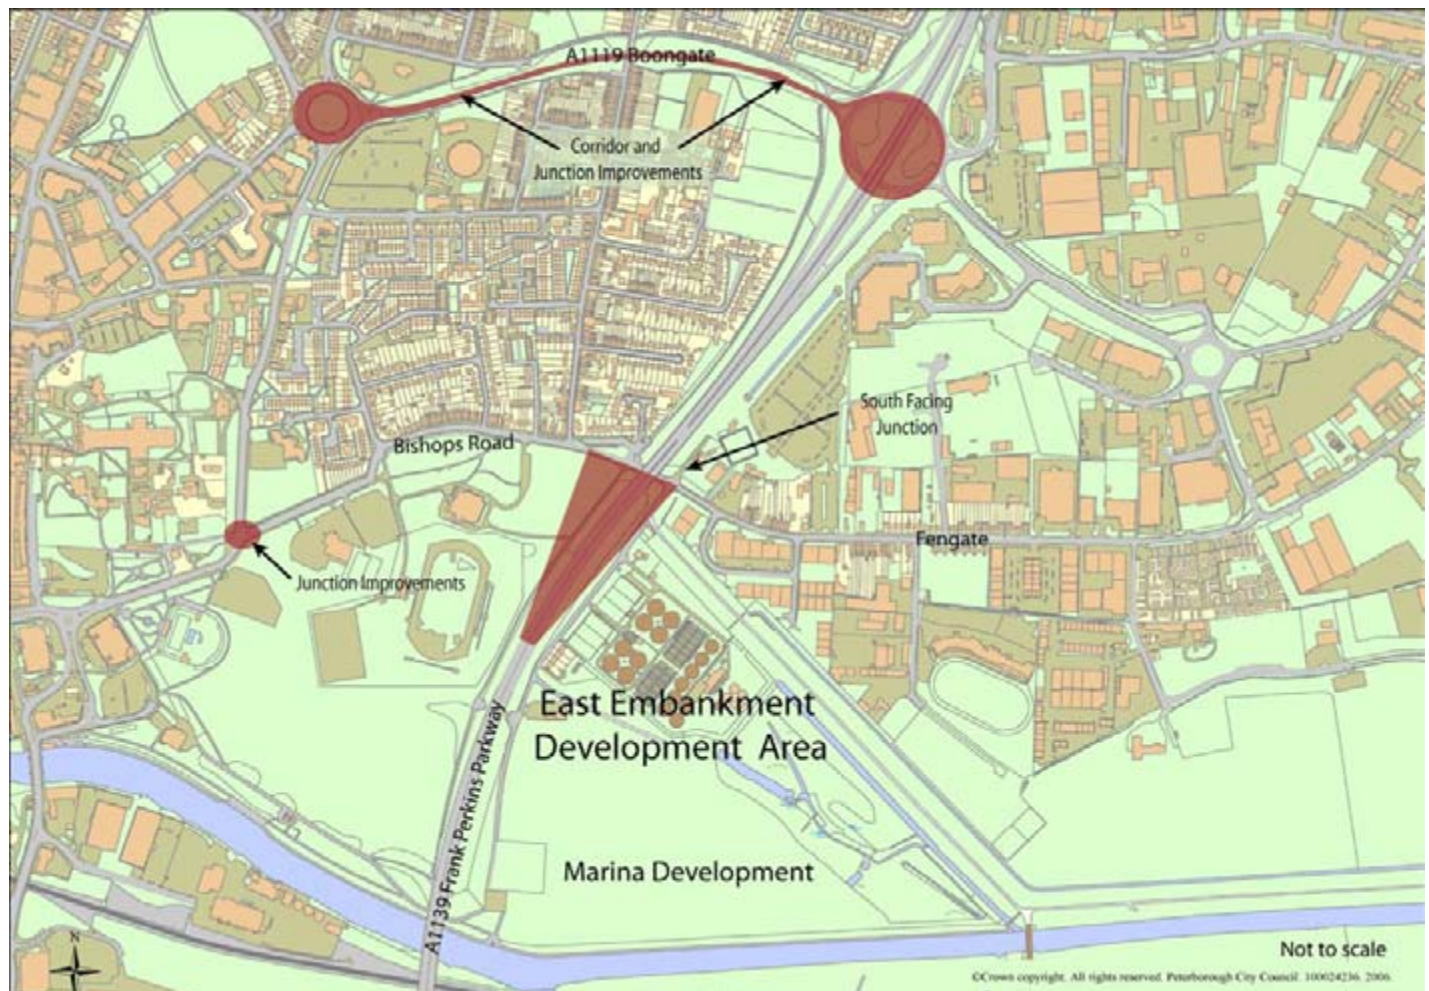 A1119 Boongate
Corridor and
Junction Improvements
South Facing
Junction
Bishops Road
Fengate
Junction Improvements
East Embankment
Development Area
A1139 Frank Perkins Parkway
Marina Development
N
Not to scale
©Crown copyright. All rights reserved. Peterborough City Council. 100024236. 2006.